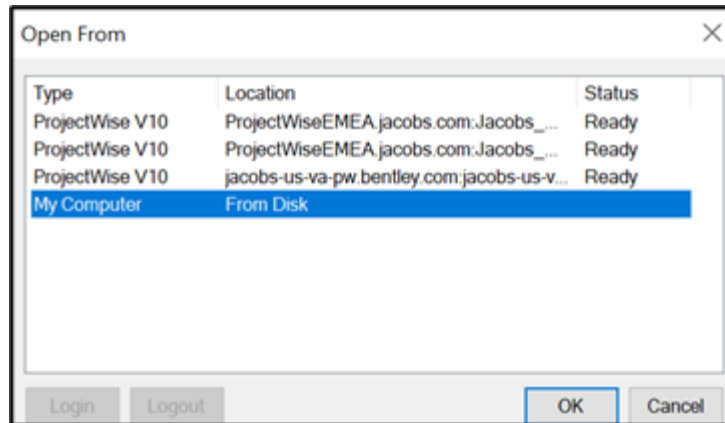 Open From
Type Location Status
ProjectWise V10 ProjectWiseEMEA.jacobs.com:Jacobs_... Ready
ProjectWise V10 ProjectWiseEMEA.jacobs.com:Jacobs_... Ready
ProjectWise V10 jacobs-us-va-pw.bentley.com:jacobs-us-v... Ready
My Computer From Disk
Login Logout OK Cancel